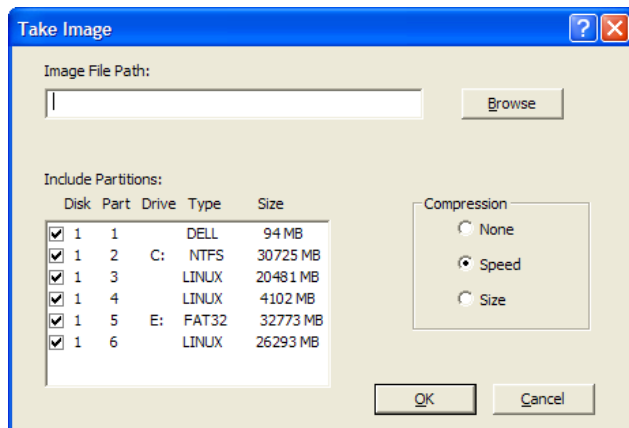 Take Image
Image File Path:
Browse
Include Partitions:
Disk Part Drive Type Size
1 1 DELL 94 MB
1 2 C: NTFS 30725 MB
1 3 LINUX 20481 MB
1 4 LINUX 4102 MB
1 5 E: FAT32 32773 MB
1 6 LINUX 26293 MB
Compression
None
Speed
Size
OK Cancel